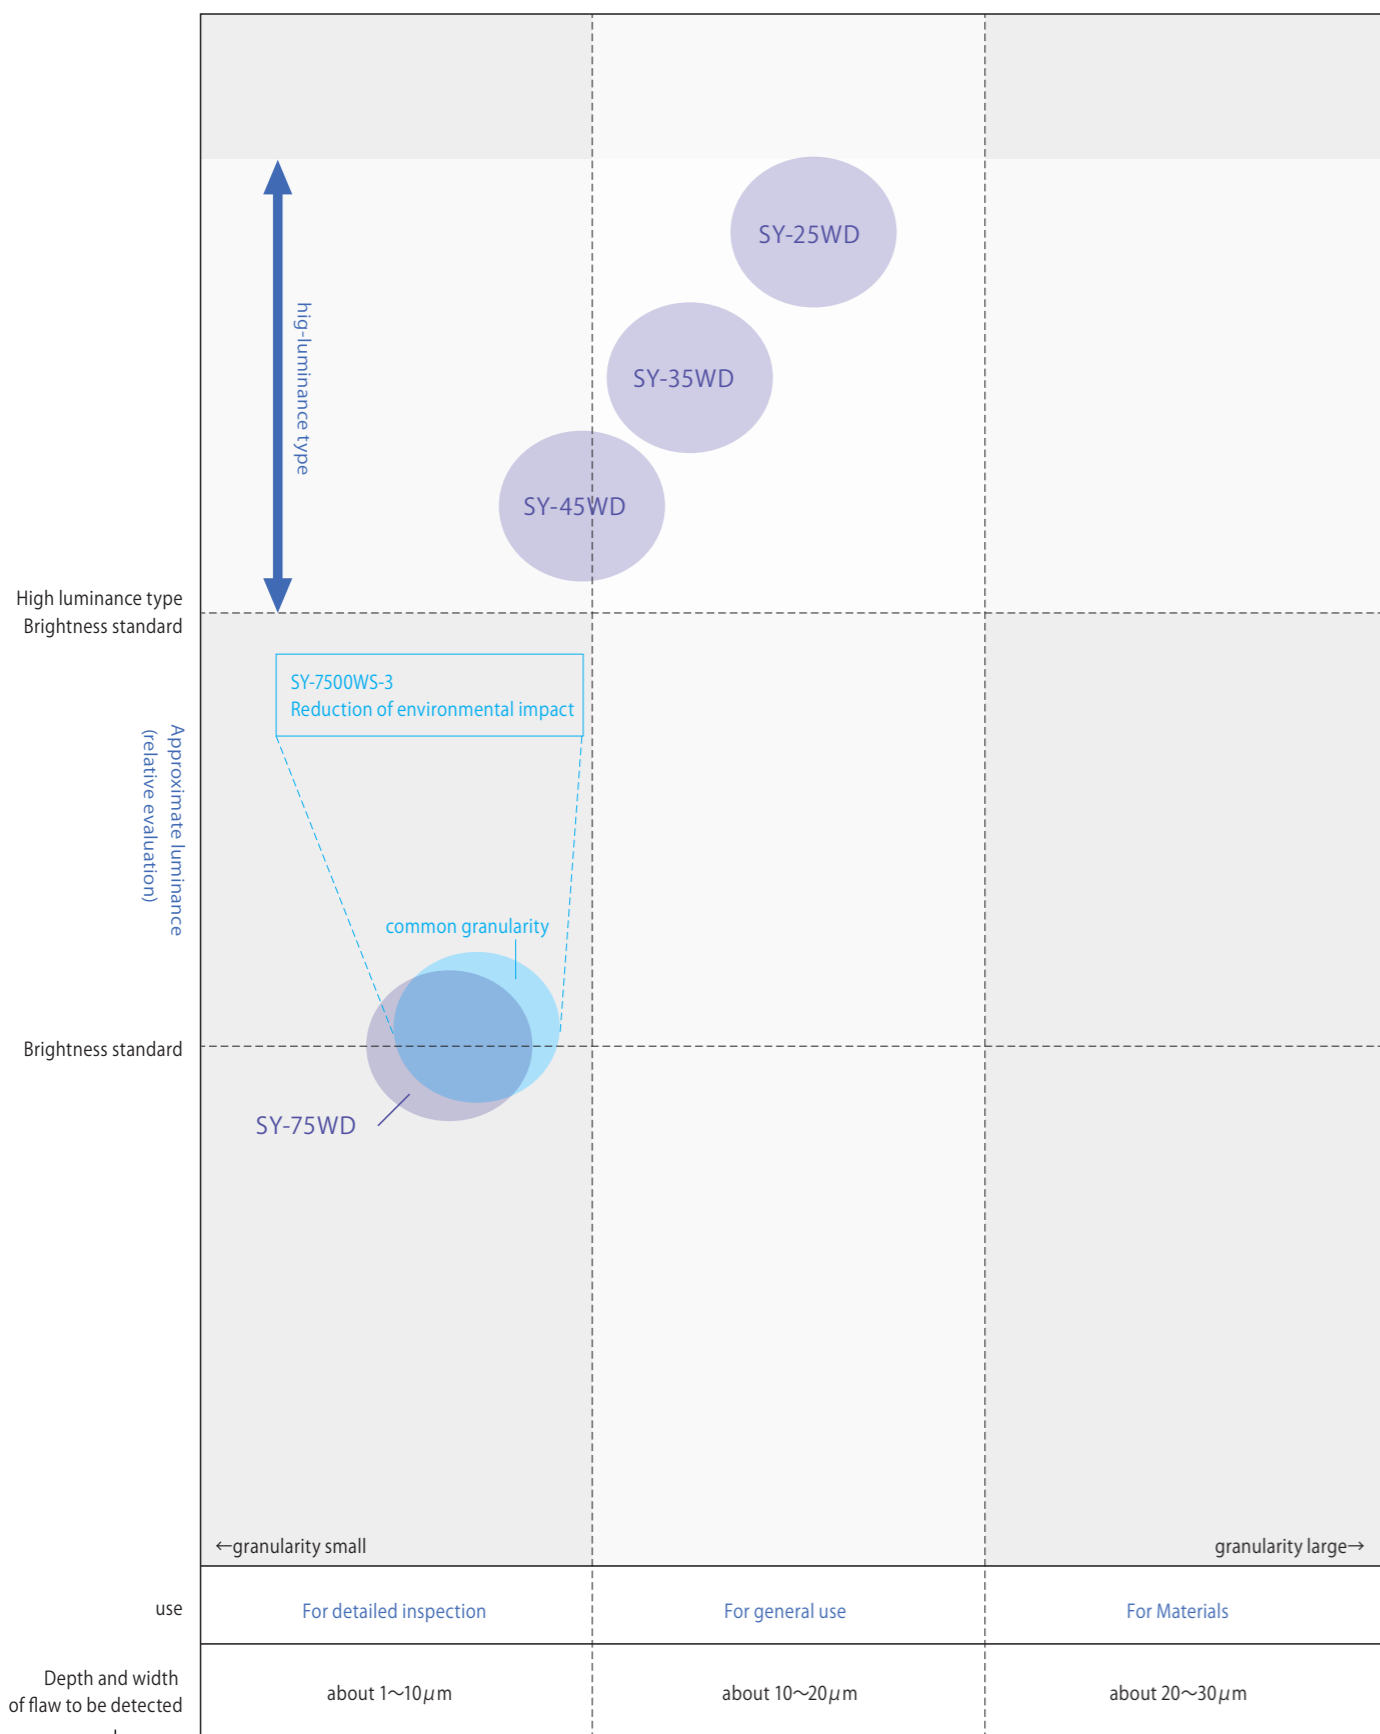 SY-25WD
hig-luminance type
SY-35WD
SY-45WD
High luminance type
Brightness standard
SY-7500WS-3
Reduction of environmental impact
Approximate luminance
(relative evaluation)
common granularity
Brightness standard
SY-75WD
←granularity small
granularity large→
use
For detailed inspection
For general use
For Materials
Depth and width
of flaw to be detected
about 1〜10μm
about 10〜20μm
about 20〜30μm